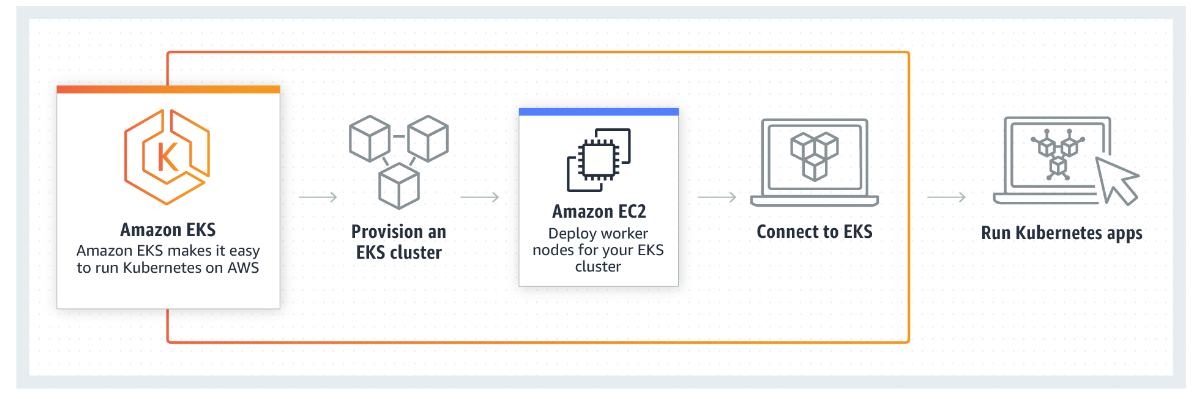 K
Amazon EKS
Amazon EKS makes it easy
to run Kubernetes on AWS
Provision an
EKS cluster
Amazon EC2
Deploy worker
nodes for your EKS
cluster
Connect to EKS
Run Kubernetes apps